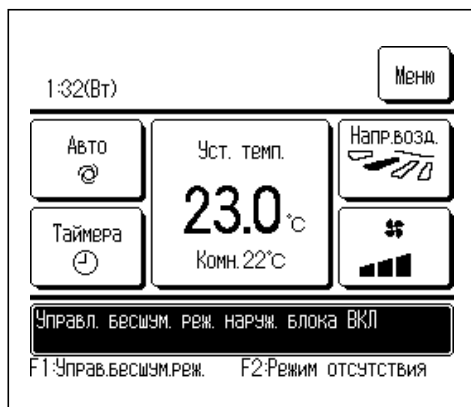 Меню
1:32(Вт)
Авто
Уст. темп.
Напр.возд.
23.0°C
Таймера
Комн.22°C
Управл. бесшум. реж. наруж. блока ВКЛ
F1:Управ.бесшум.реж. F2:Режим отсутствия